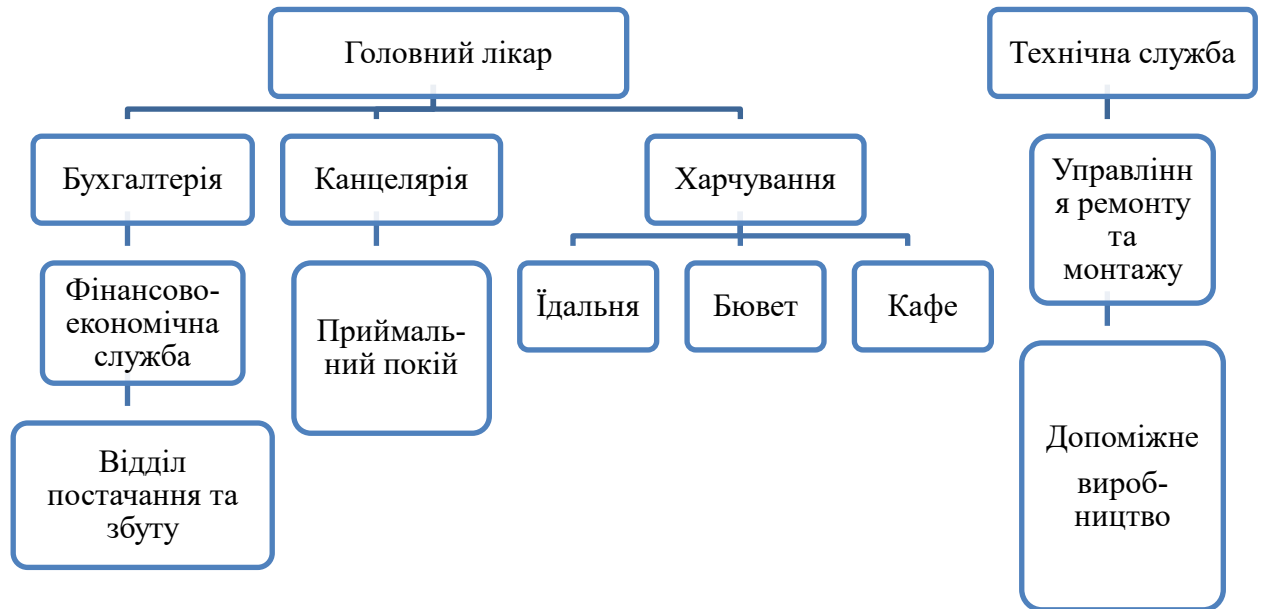 Головний лікар
Технічна служба
Бухгалтерія
Канцелярія
Харчування
Управлінн
я ремонту
та
монтажу
Фінансово-
економічна
служба
Приймаль-
ний покій
Їдальня
Бювет
Кафе
Відділ
постачання та
збуту
Допоміжне
вироб-
ництво